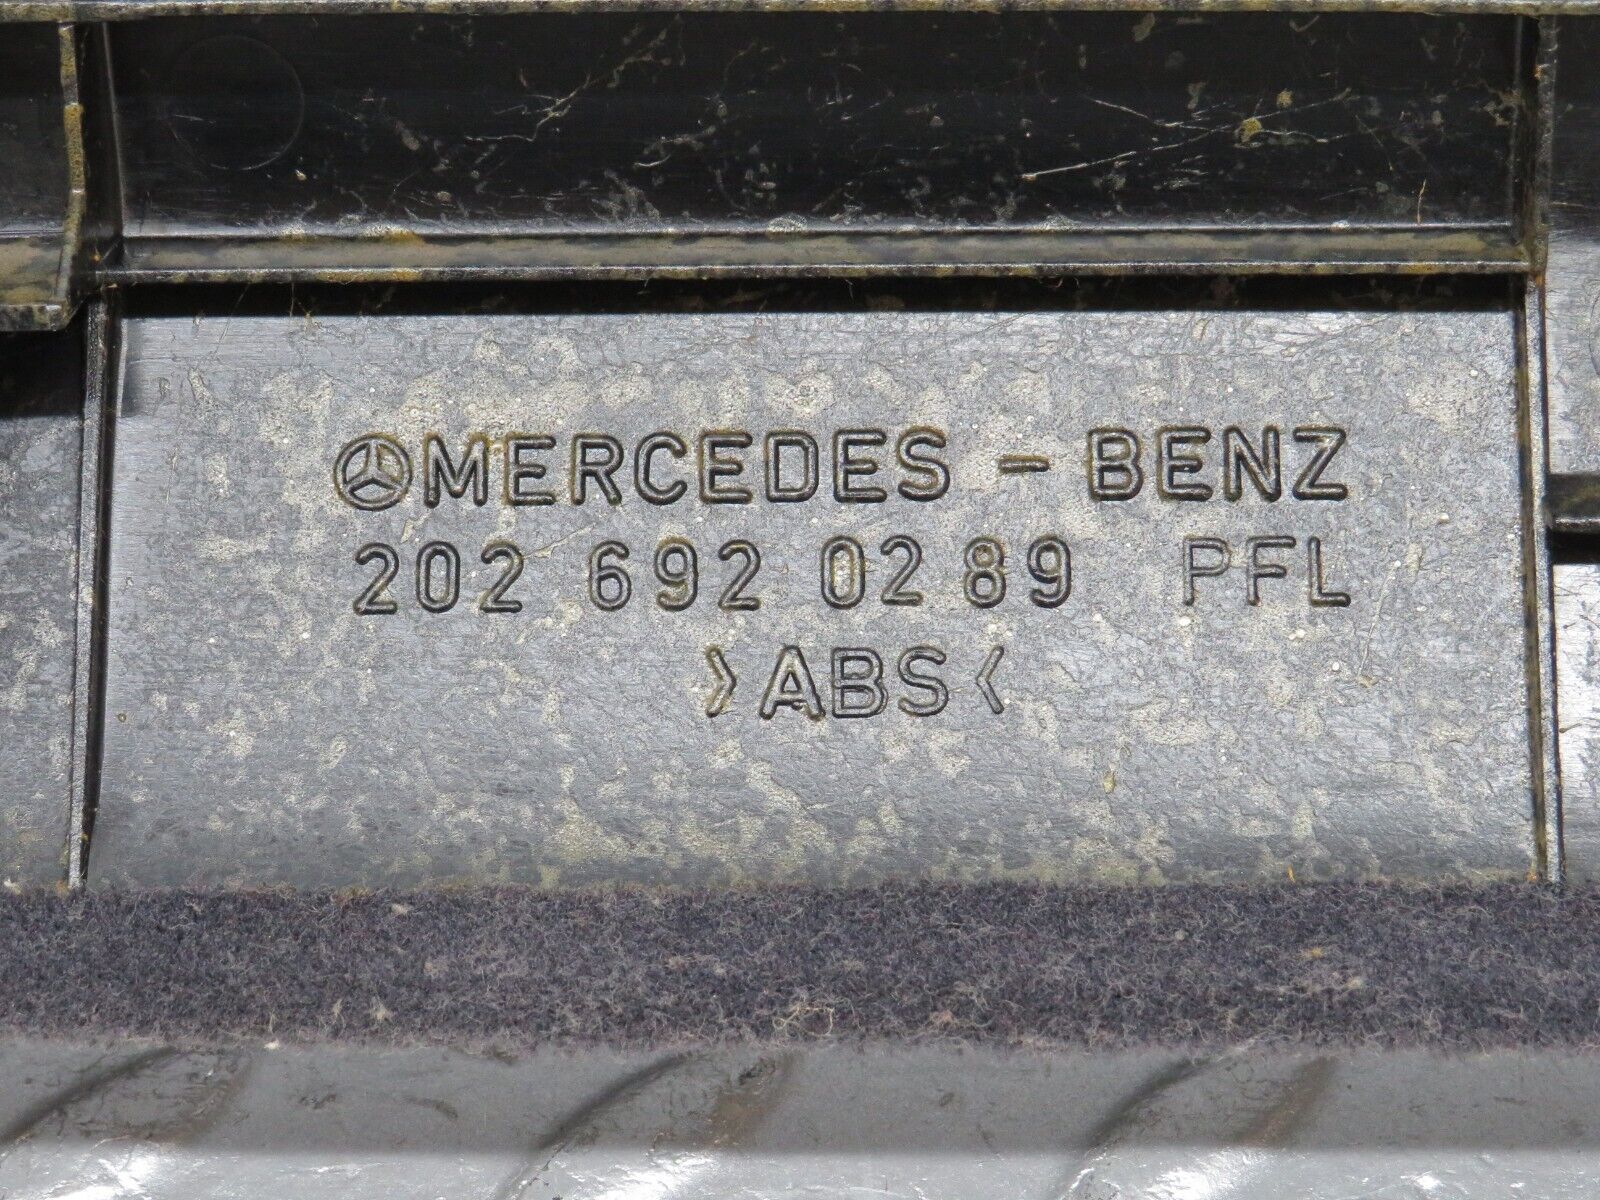 MERCEDES - BENZ
202 692 02 89 PFL
>ABS<